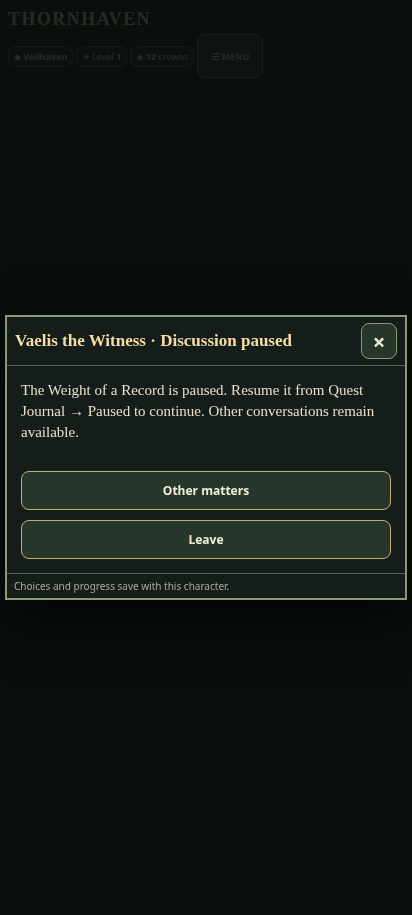 THORNHAVEN
◆ Veilhaven ✦ Level 1 ◈ 12 crowns ☰ MENU
Vaelis the Witness · Discussion paused ×
The Weight of a Record is paused. Resume it from Quest
Journal → Paused to continue. Other conversations remain
available.
Other matters
Leave
Choices and progress save with this character.